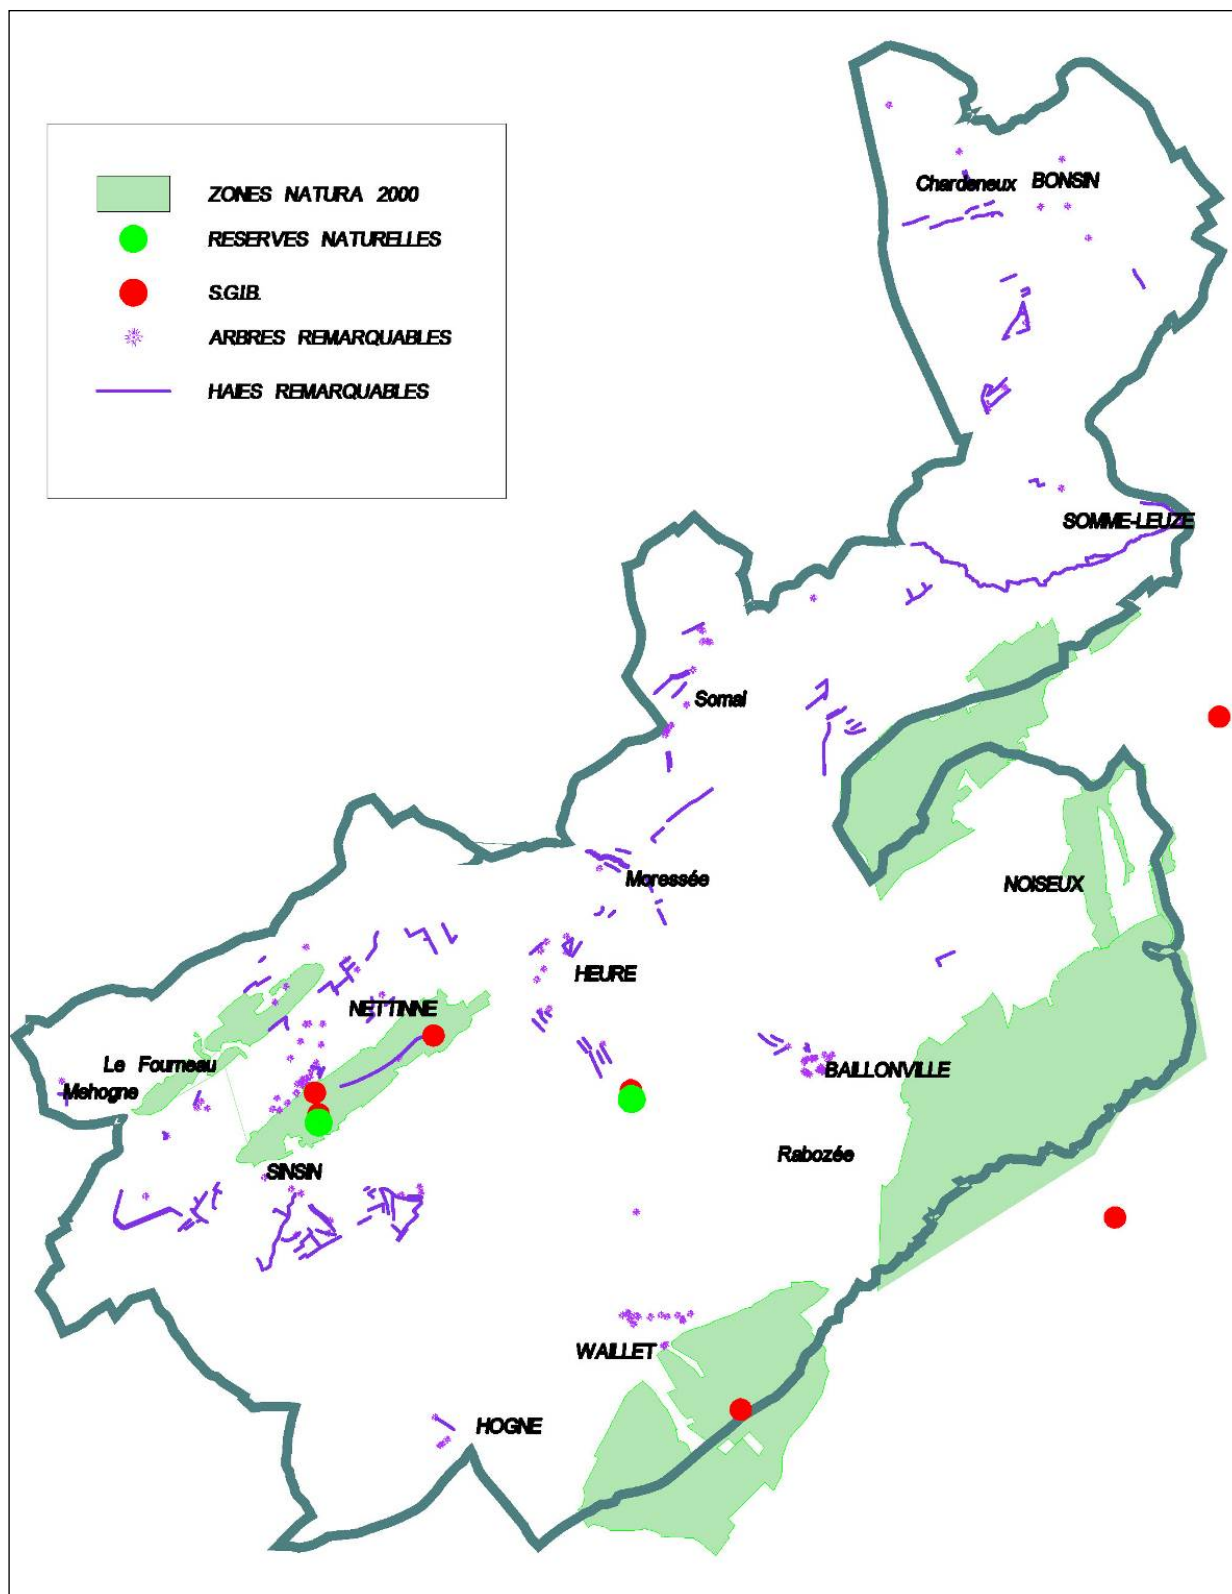 ZONES NATURA 2000
RESERVES NATURELLES
S.G.I.B.
ARBRES REMARQUABLES
HAIES REMARQUABLES
Chardeneux BONSIN
SOMME-LEUZE
Somal
Moressée
NOISEUX
HEURE
NETTINNE
Le Fourneau
Mehogne
BAILLONVILLE
Rabozée
SINSIN
WAILLET
HOGNE